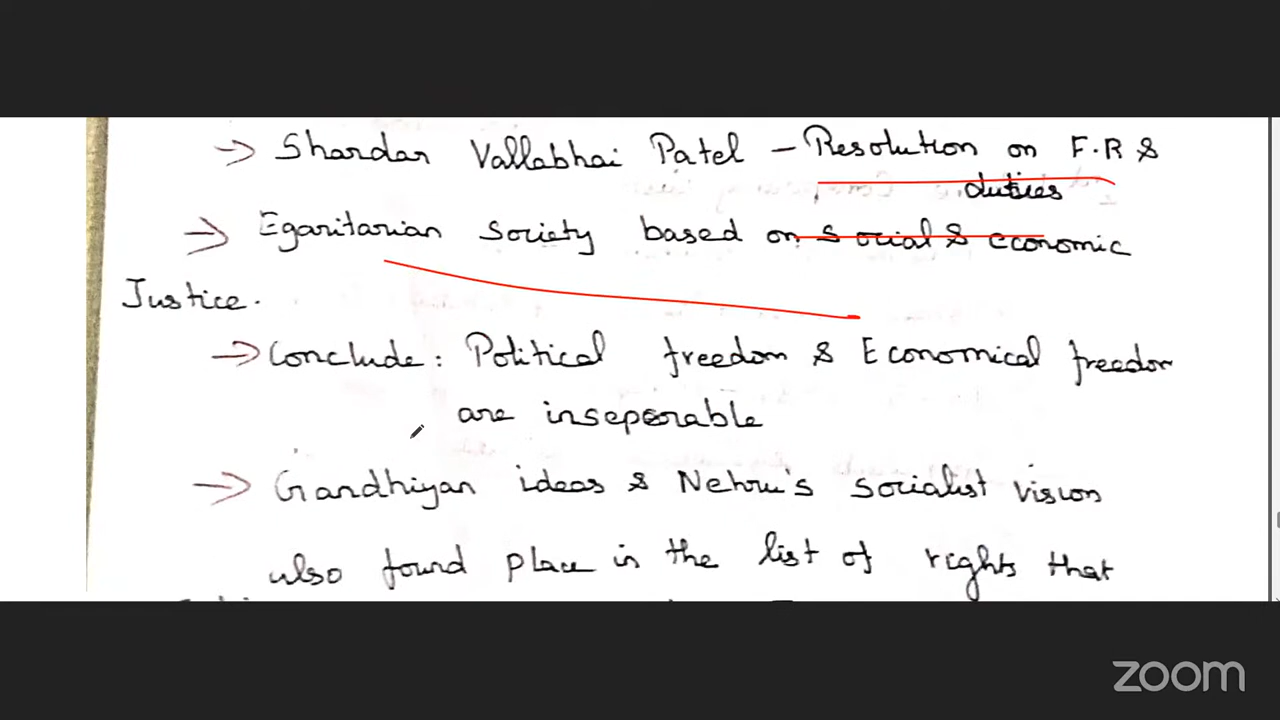 → Shardar Vallabhai Patel – Resolution on F.R &
duties
→ Egaritarian Society based on social & economic
Justice.
→ Conclude: Political freedom & Economical freedom
are inseperable
→ Gandhiyan ideas & Nehru's socialist vision
also found place in the list of rights that
zoom